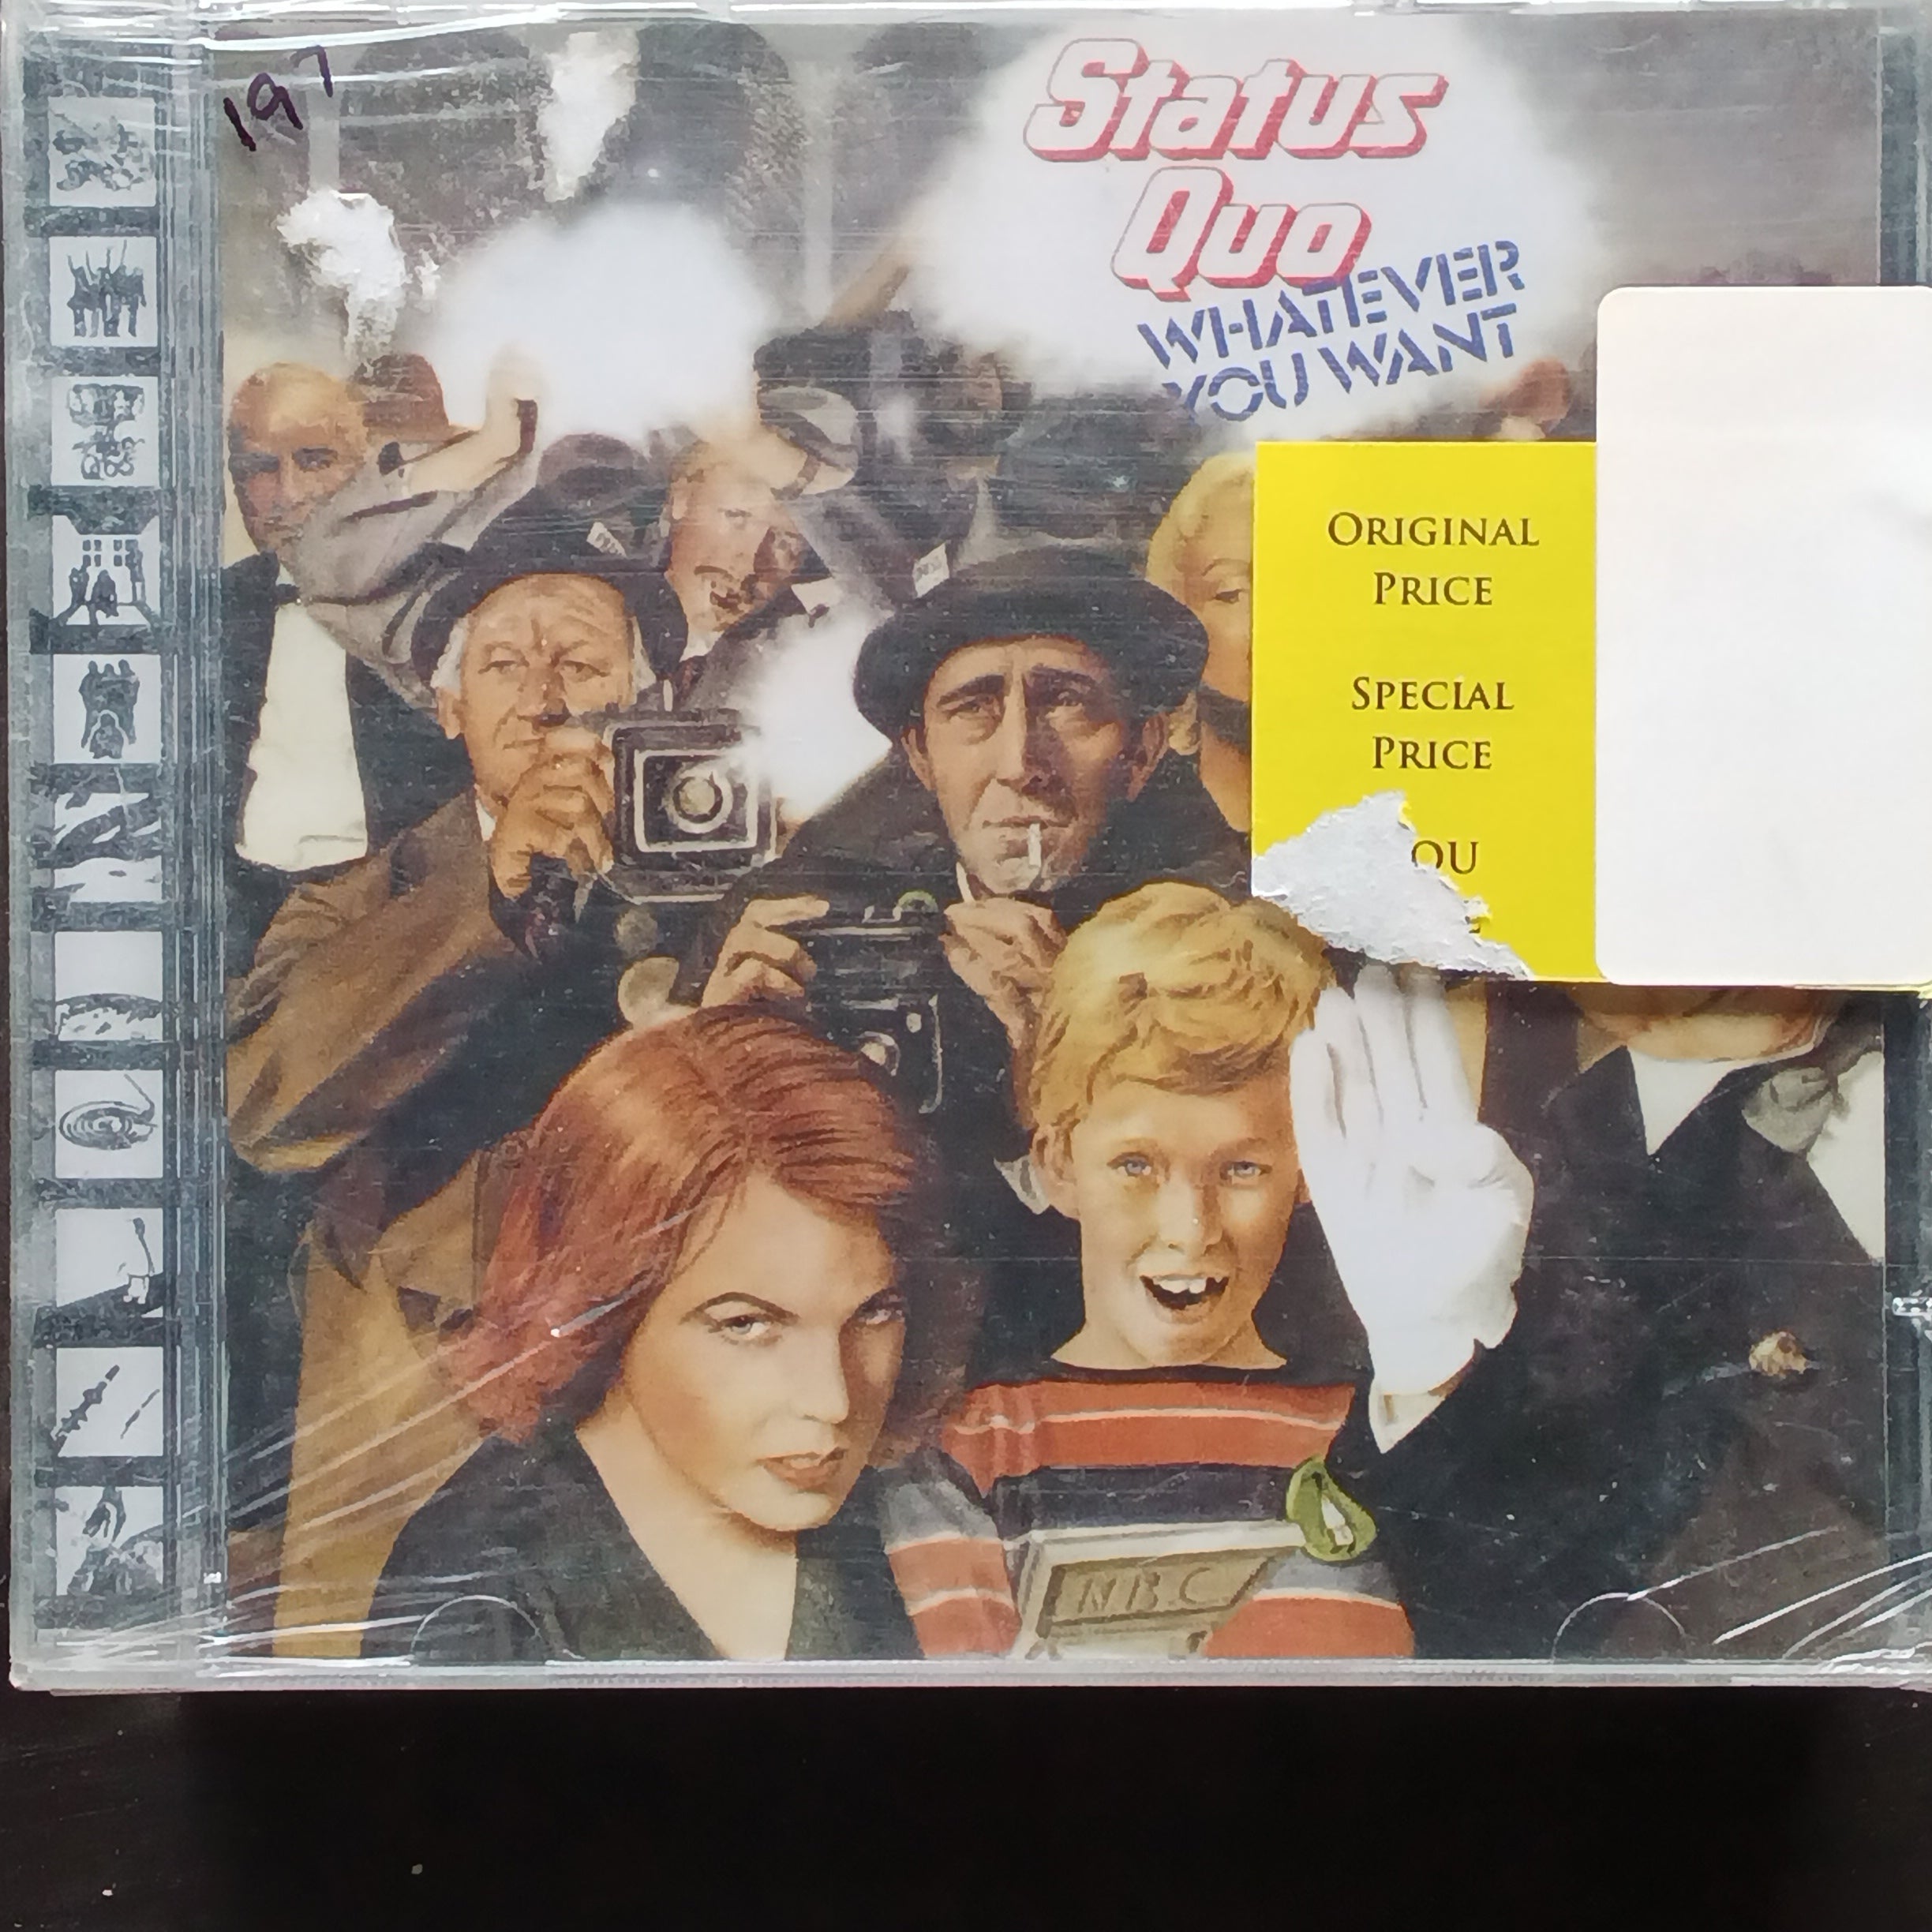 197
Status
Quo
WHATEVER
YOU WANT
ORIGINAL
PRICE
SPECIAL
PRICE
OU
NBC